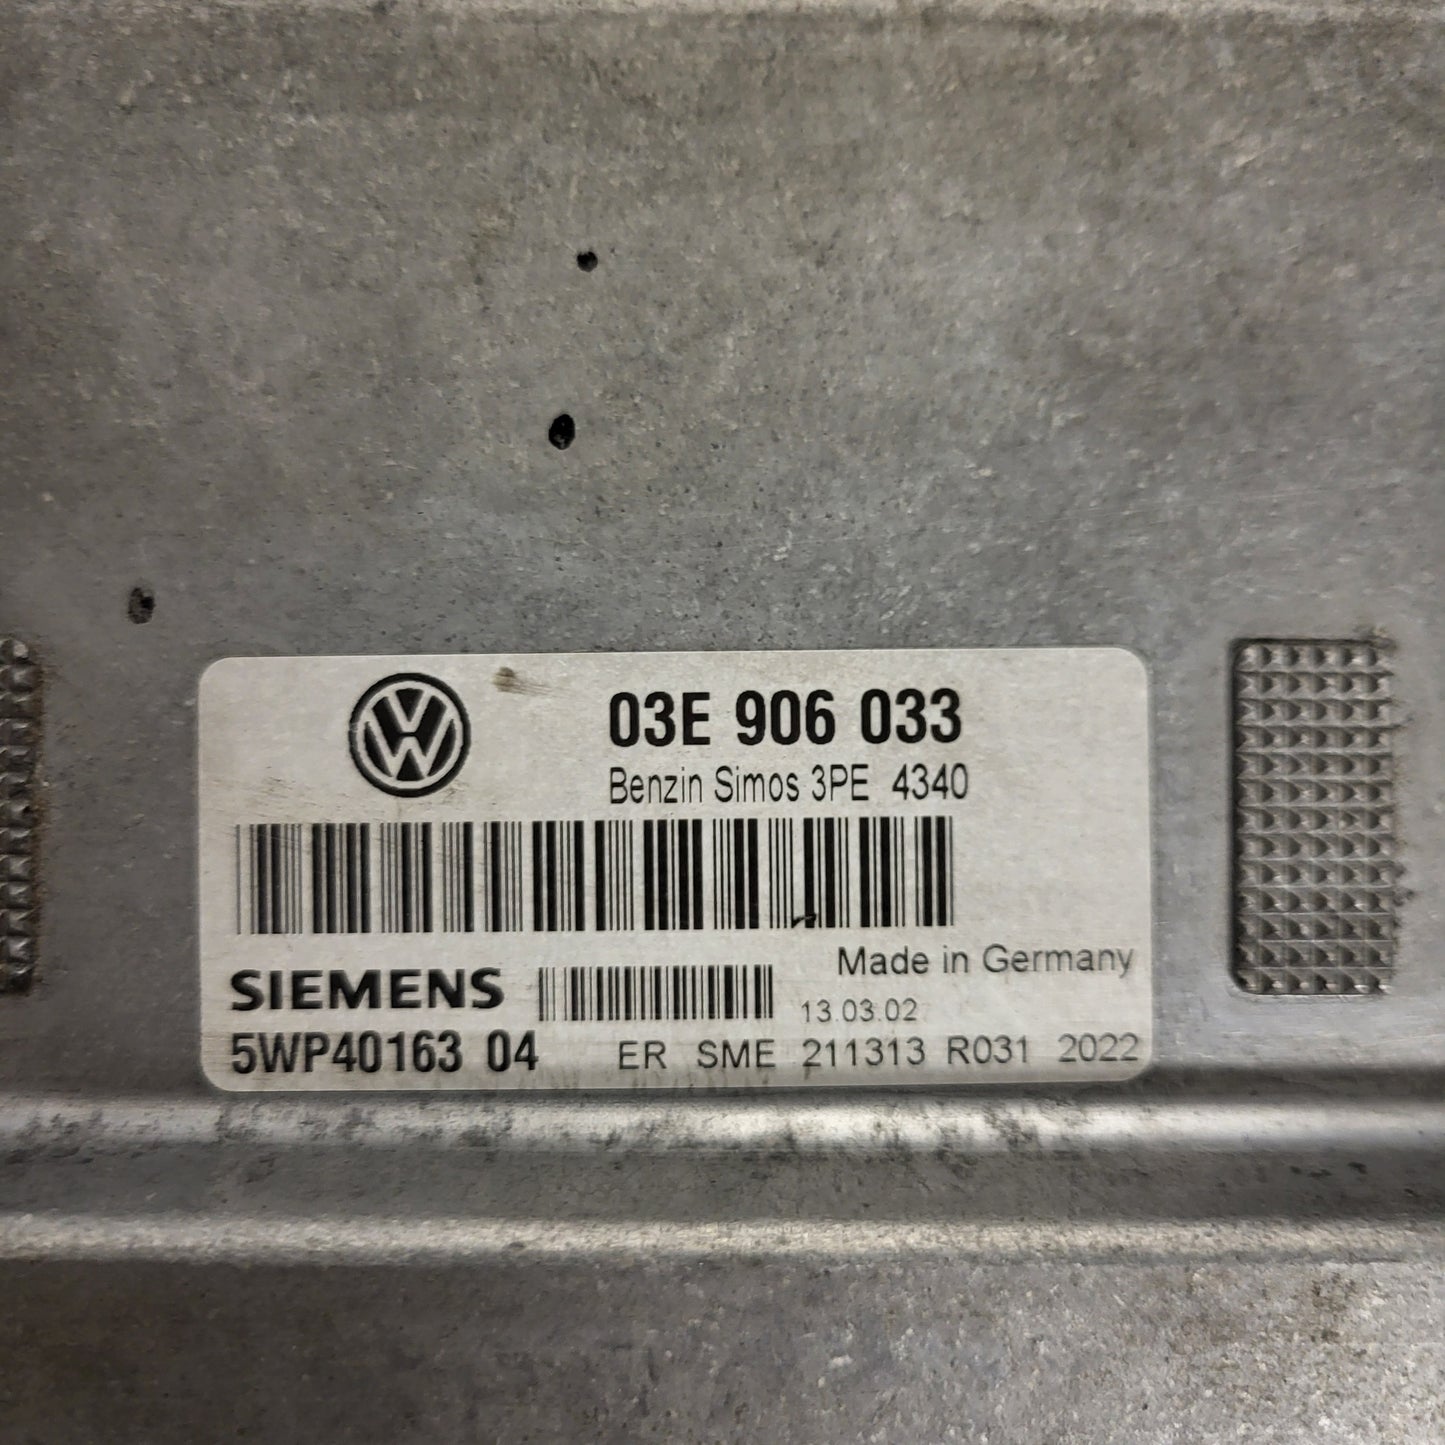 VW
03E 906 033
Benzin Simos 3PE 4340
Made in Germany
SIEMENS
13.03.02
5WP40163 04 ER SME 211313 R031 2022